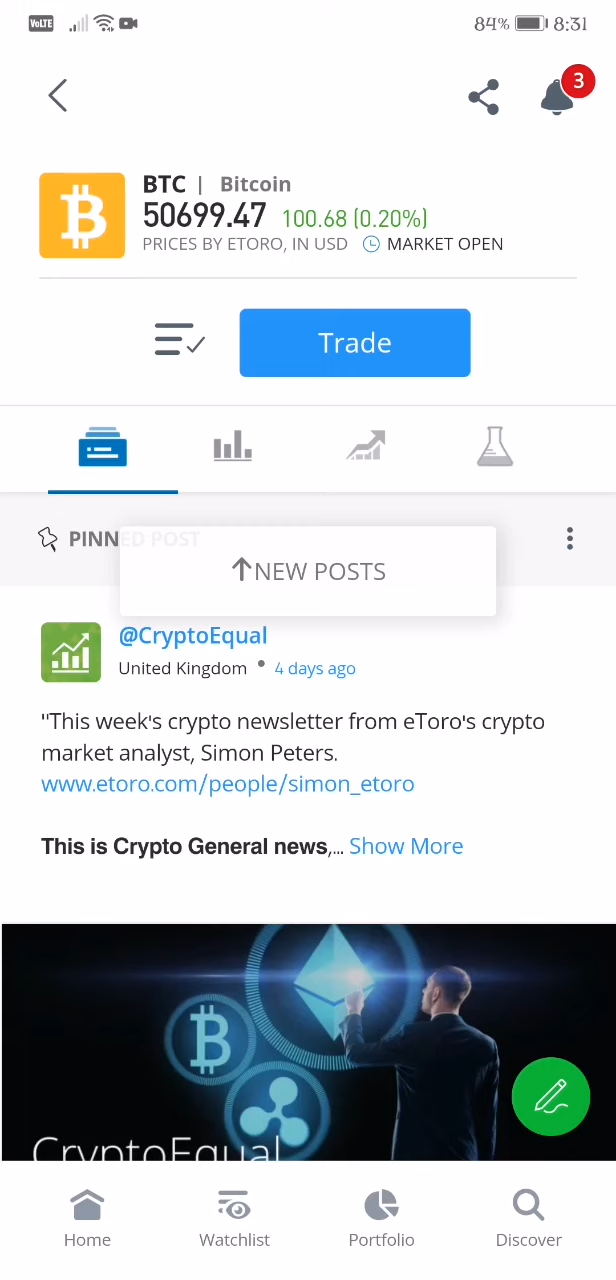 VoLTE 84% 8:31
3
BTC | Bitcoin
50699.47 100.68 (0.20%)
PRICES BY ETORO, IN USD MARKET OPEN
Trade
PINNED POST
↑NEW POSTS
@CryptoEqual
United Kingdom • 4 days ago
"This week's crypto newsletter from eToro's crypto
market analyst, Simon Peters.
www.etoro.com/people/simon_etoro
This is Crypto General news,... Show More
CryptoEqual
Home Watchlist Portfolio Discover